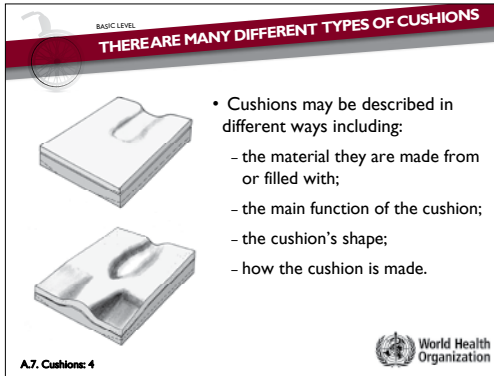 BASIC LEVEL
THERE ARE MANY DIFFERENT TYPES OF CUSHIONS
• Cushions may be described in
different ways including:
– the material they are made from
or filled with;
– the main function of the cushion;
– the cushion's shape;
– how the cushion is made.
World Health
Organization
A.7. Cushions: 4